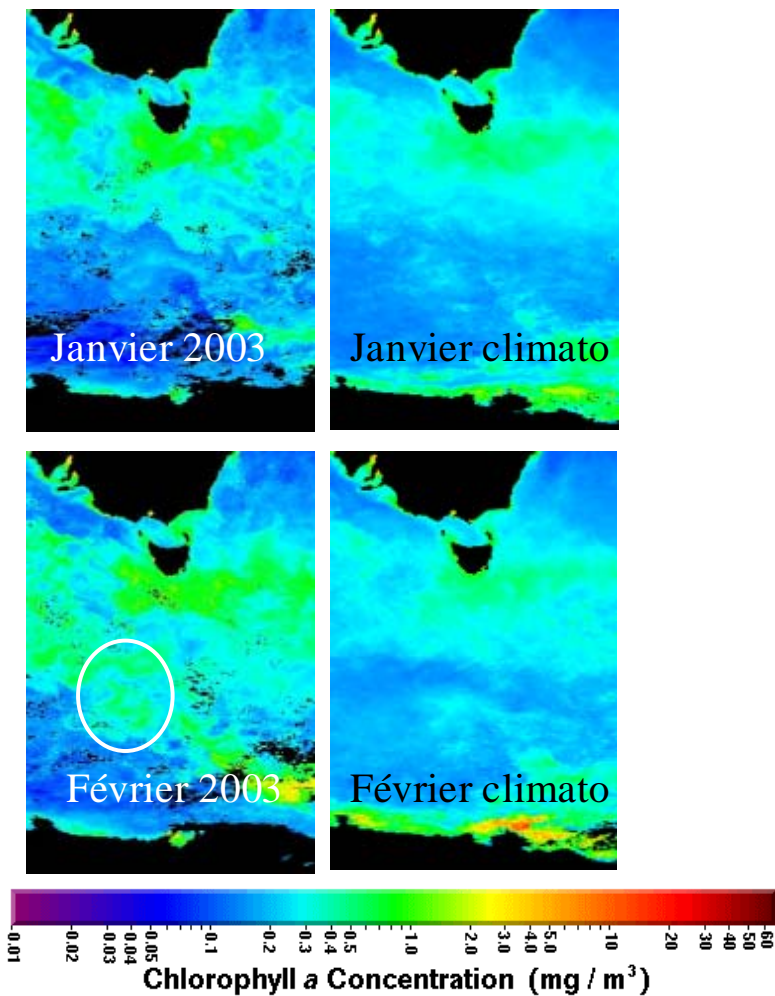 Janvier 2003
Janvier climato
Février 2003
Février climato
0.01 0.02 0.03 0.04 0.05 0.1 0.2 0.3 0.4 0.5 1.0 2.0 3.0 4.0 5.0 10 20 30 40 50 60
Chlorophyll a Concentration (mg / m³)